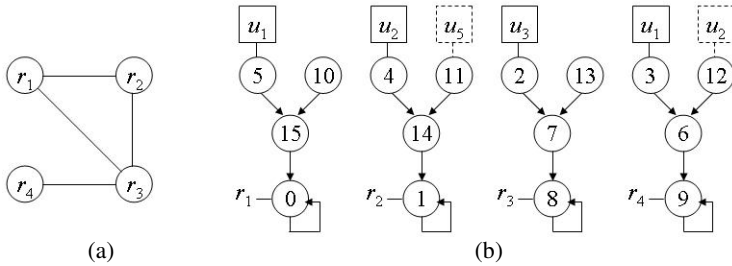 u1 u2 u5 u3 u1 u2
r1 r2 5 10 4 11 2 13 3 12
15 14 7 6
r4 r3 r1 0 r2 1 r3 8 r4 9
(a) (b)